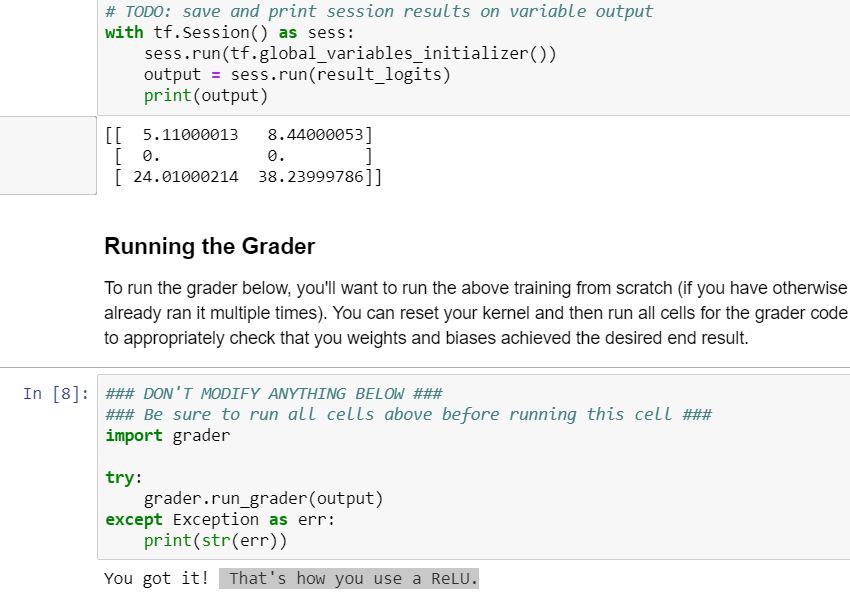 # TODO: save and print session results on variable output
with tf.Session() as sess:
    sess.run(tf.global_variables_initializer())
    output = sess.run(result_logits)
    print(output)
[[  5.11000013   8.44000053]
 [  0.           0.        ]
 [ 24.01000214  38.23999786]]
Running the Grader
To run the grader below, you'll want to run the above training from scratch (if you have otherwise
already ran it multiple times). You can reset your kernel and then run all cells for the grader code
to appropriately check that you weights and biases achieved the desired end result.
In [8]: ### DON'T MODIFY ANYTHING BELOW ###
### Be sure to run all cells above before running this cell ###
import grader
try:
    grader.run_grader(output)
except Exception as err:
    print(str(err))
You got it!  That's how you use a ReLU.